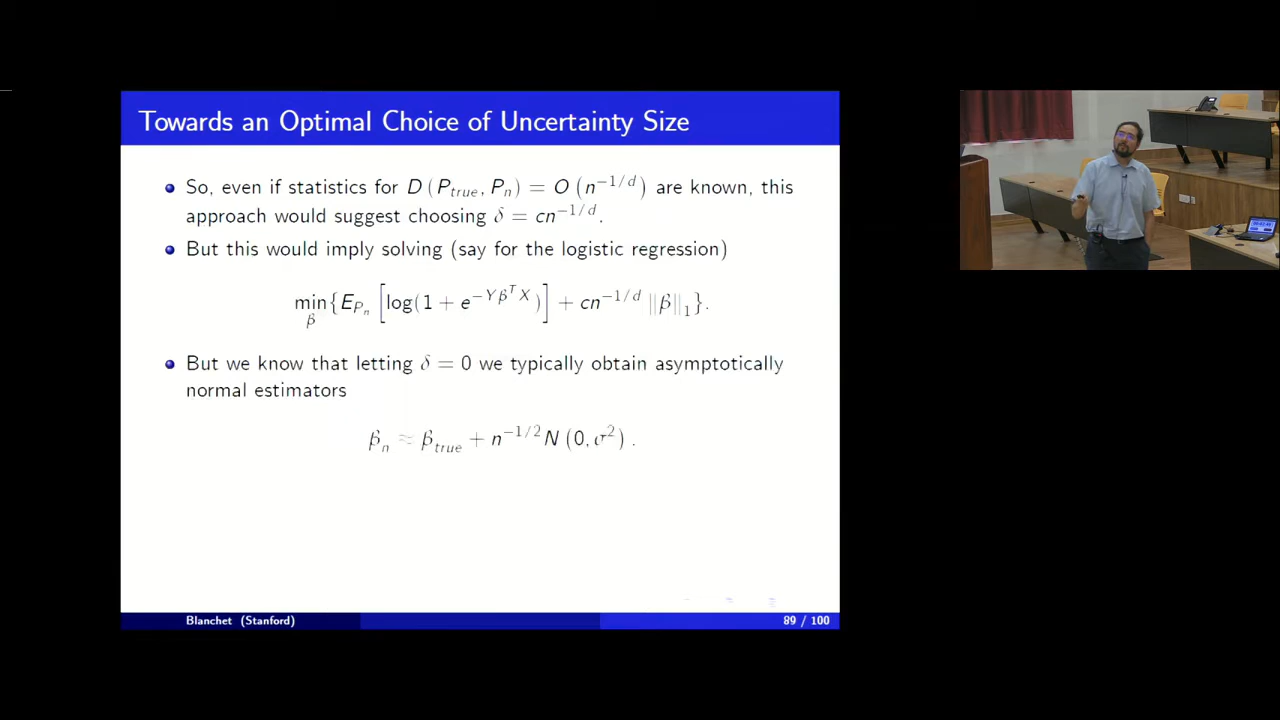 Towards an Optimal Choice of Uncertainty Size
So, even if statistics for D (P_true, P_n) = O (n^{-1/d}) are known, this
approach would suggest choosing δ = cn^{-1/d}.
But this would imply solving (say for the logistic regression)
min_β {E_{P_n} [log(1 + e^{-Yβ^T X})] + cn^{-1/d} ||β||_1}.
But we know that letting δ = 0 we typically obtain asymptotically
normal estimators
β_n ≈ β_true + n^{-1/2} N (0, σ^2) .
Blanchet (Stanford)
89 / 100